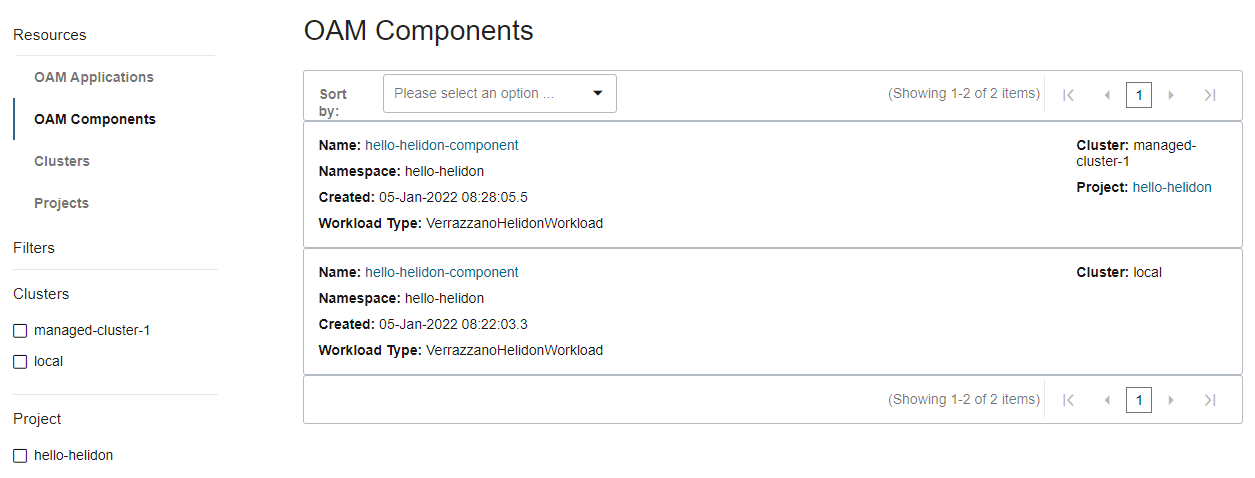 Resources
OAM Applications
OAM Components
Clusters
Projects
Filters
Clusters
managed-cluster-1
local
Project
hello-helidon
OAM Components
Sort
by:
Please select an option ...
(Showing 1-2 of 2 items)
1
Name: hello-helidon-component
Namespace: hello-helidon
Created: 05-Jan-2022 08:28:05.5
Workload Type: VerrazzanoHelidonWorkload
Cluster: managed-
cluster-1
Project: hello-helidon
Name: hello-helidon-component
Namespace: hello-helidon
Created: 05-Jan-2022 08:22:03.3
Workload Type: VerrazzanoHelidonWorkload
Cluster: local
(Showing 1-2 of 2 items)
1